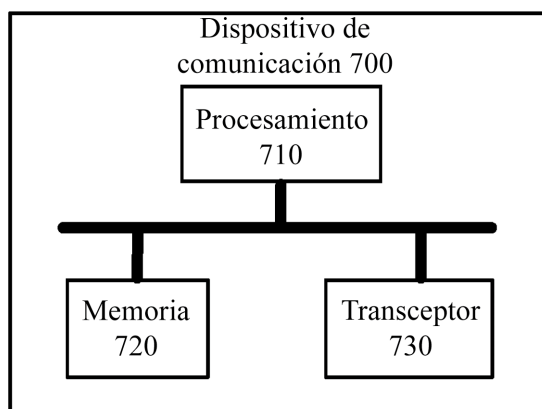 Dispositivo de
comunicación 700
Procesamiento
710
Memoria
720
Transceptor
730